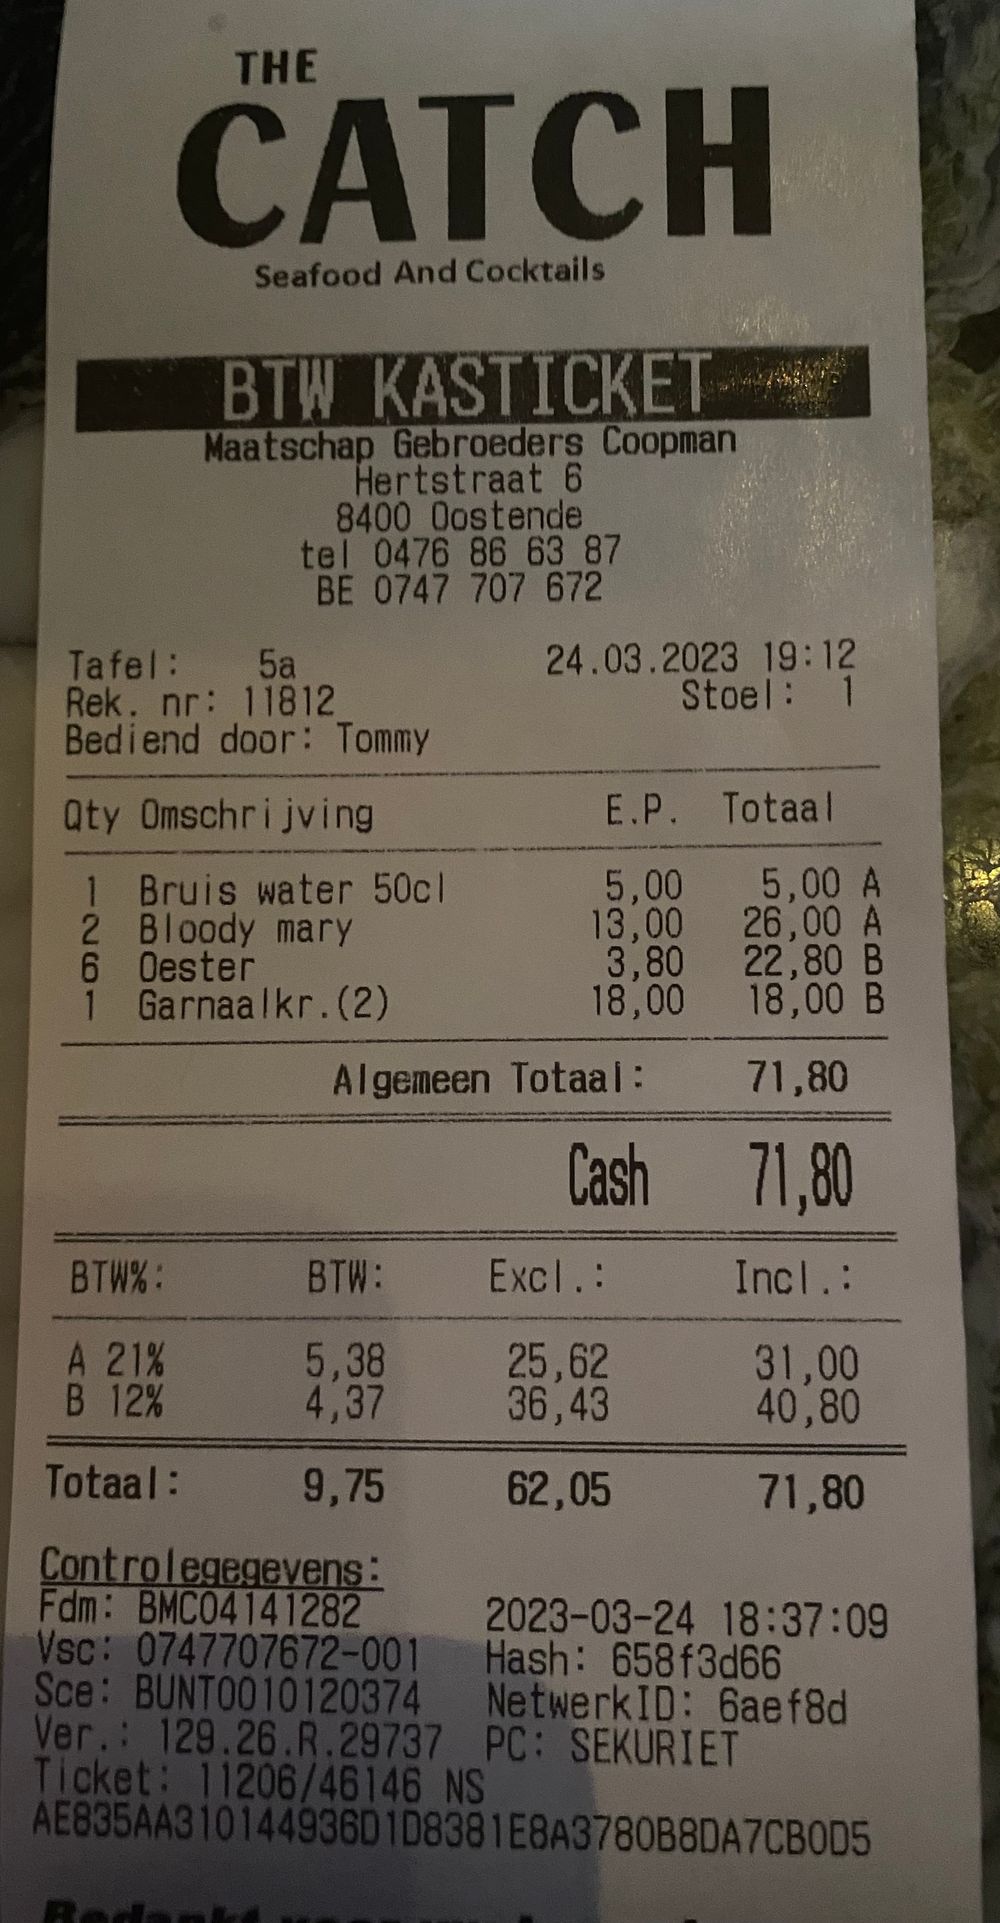 THE
CATCH
Seafood And Cocktails
BTW KASTICKET
Maatschap Gebroeders Coopman
Hertstraat 6
8400 Oostende
tel 0476 86 63 87
BE 0747 707 672
Tafel: 5a 24.03.2023 19:12
Rek. nr: 11812 Stoel: 1
Bediend door: Tommy
Qty Omschrijving E.P. Totaal
1 Bruis water 50cl 5,00 5,00 A
2 Bloody mary 13,00 26,00 A
6 Oester 3,80 22,80 B
1 Garnaalkr.(2) 18,00 18,00 B
Algemeen Totaal: 71,80
Cash 71,80
BTW%: BTW: Excl.: Incl.:
A 21% 5,38 25,62 31,00
B 12% 4,37 36,43 40,80
Totaal: 9,75 62,05 71,80
Controlegegevens:
Fdm: BMC04141282 2023-03-24 18:37:09
Vsc: 0747707672-001 Hash: 658f3d66
Sce: BUNT0010120374 NetwerkID: 6aef8d
Ver.: 129.26.R.29737 PC: SEKURIET
Ticket: 11206/46146 NS
AE835AA310144936D1D8381E8A3780B8DA7CB0D5
Bedankt